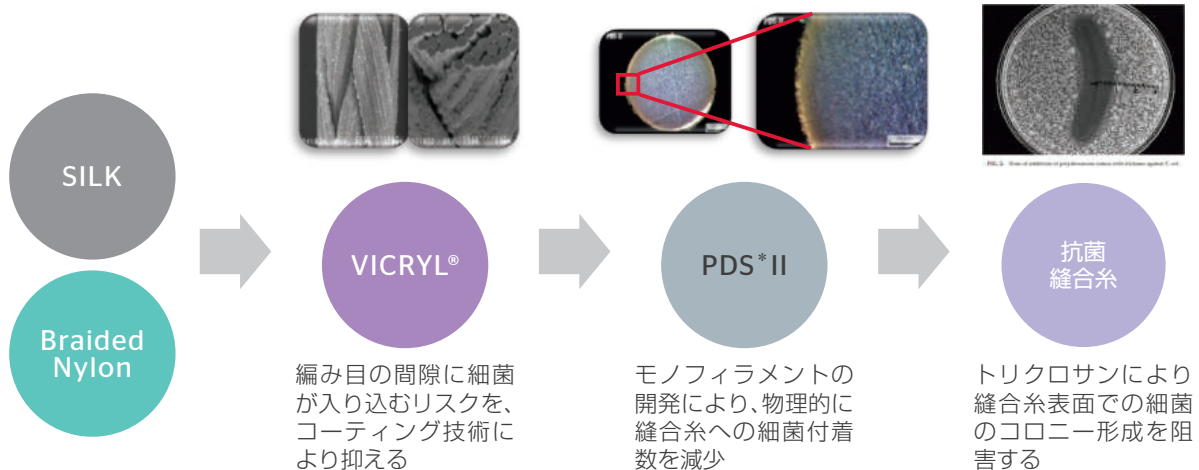 SILK
Braided
Nylon
VICRYL®
編み目の間隙に細菌
が入り込むリスクを、
コーティング技術に
より抑える
PDS II
PDS*II
モノフィラメントの
開発により、物理的に
縫合糸への細菌付着
数を減少
抗菌
縫合糸
トリクロサンにより
縫合糸表面での細菌
のコロニー形成を阻
害する